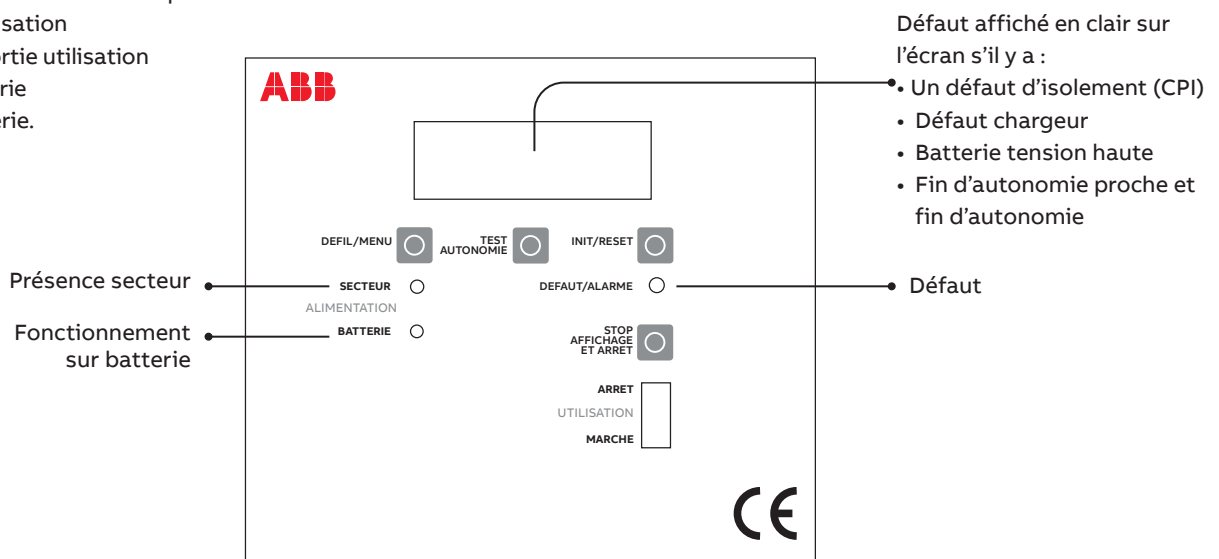 isation
rtie utilisation
rie
rie.
ABB
Défaut affiché en clair sur
l'écran s'il y a :
• Un défaut d'isolement (CPI)
• Défaut chargeur
• Batterie tension haute
• Fin d'autonomie proche et
fin d'autonomie
DEFIL/MENU
TEST
AUTONOMIE
INIT/RESET
Présence secteur
SECTEUR
DEFAUT/ALARME
Défaut
ALIMENTATION
Fonctionnement
sur batterie
BATTERIE
STOP
AFFICHAGE
ET ARRET
ARRET
UTILISATION
MARCHE
CE